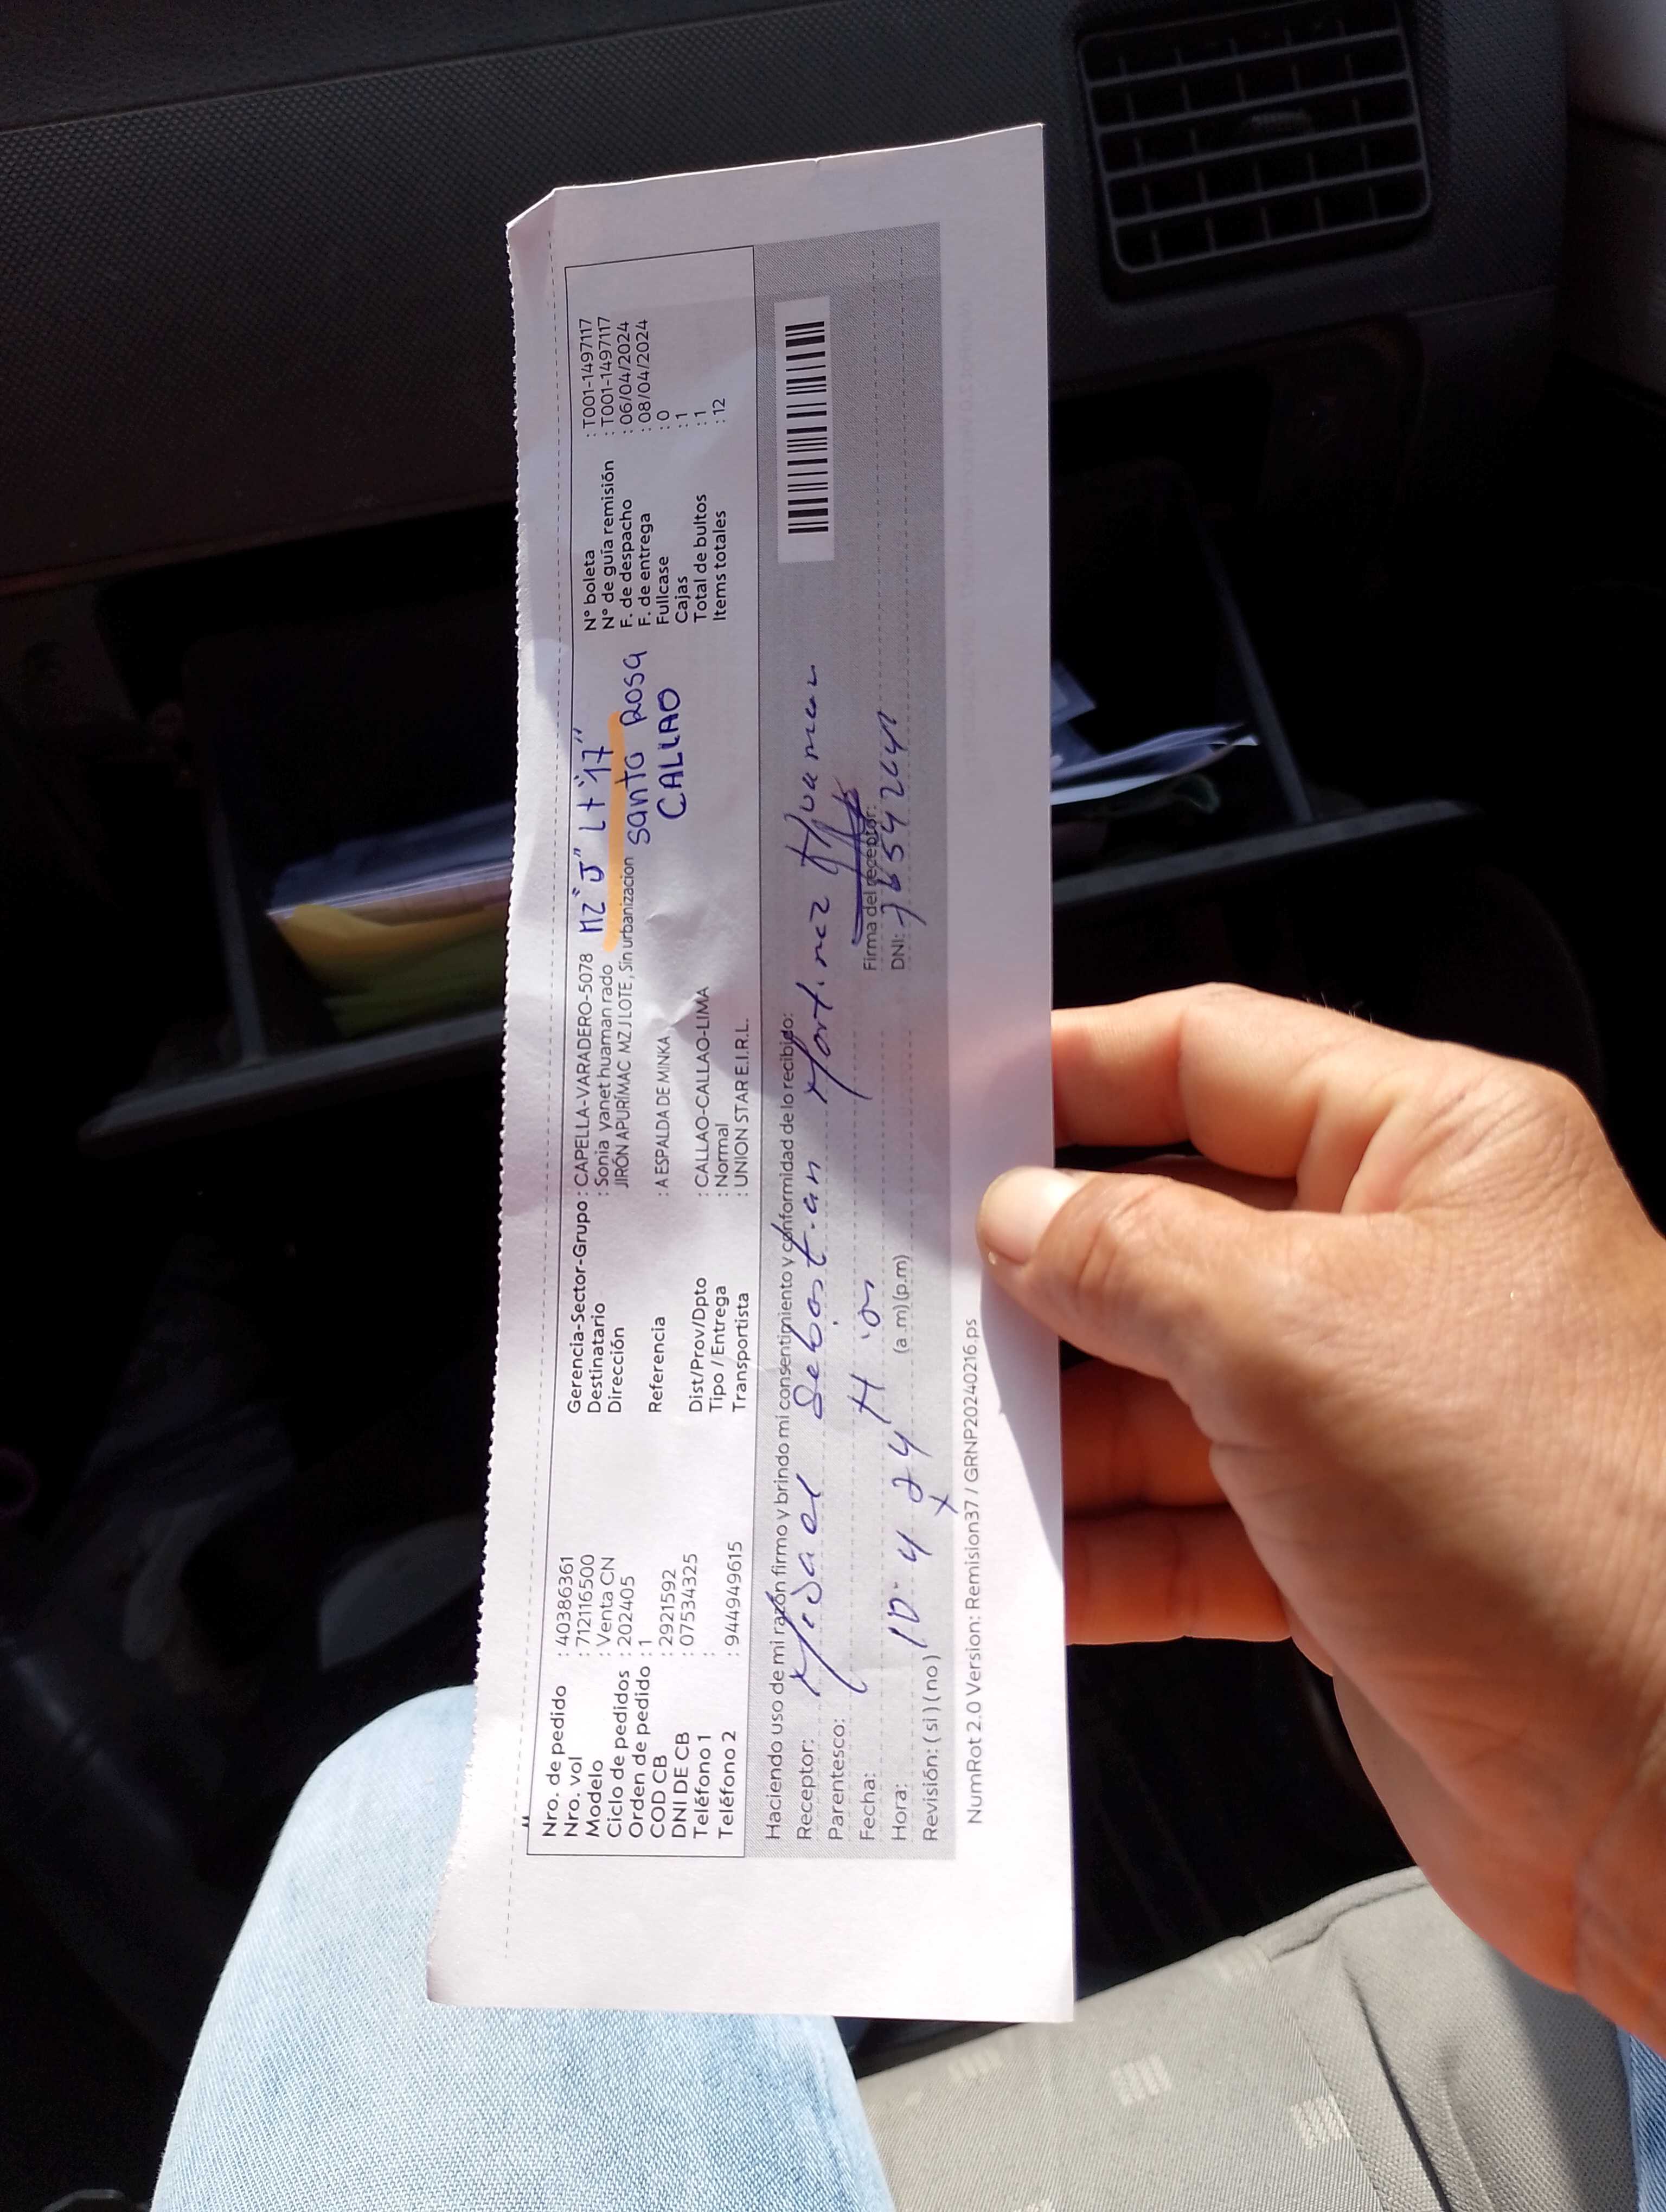 Nro. de pedido : 40386361
Nro. vol : 712116500
Modelo : Venta CN
Ciclo de pedidos : 202405
Orden de pedido : 1
COD CB : 2921592
DNI DE CB : 07534325
Teléfono 1 :
Teléfono 2 : 944949615
Gerencia-Sector-Grupo : CAPELLA-VARADERO-5078
Destinatario : Sonia yanet huaman rado
Dirección JIRÓN APURÍMAC MZ J LOTE , Sin urbanizacion
Referencia : A ESPALDA DE MINKA
Dist/Prov/Dpto : CALLAO-CALLAO-LIMA
Tipo / Entrega : Normal
Transportista : UNION STAR E.I.R.L.
MZ "J" Lt "17"
santa Rosa
CALLAO
N° boleta : T001-1497117
N° de guía remisión : T001-1497117
F. de despacho : 06/04/2024
F. de entrega : 08/04/2024
Fullcase : 0
Cajas : 1
Total de bultos : 1
Items totales : 12
Haciendo uso de mi razón firmo y brindo mi consentimiento y conformidad de lo recibido:
Receptor: Misael Sebastian Martinez Huaman
Parentesco:
Fecha:
Firma del receptor:
Hora: 10 4 24 (a.m) (p.m)
DNI:
Revisión: ( si ) ( no )
NumRot 2.0 Version: Remision37 / GRNP20240216.ps